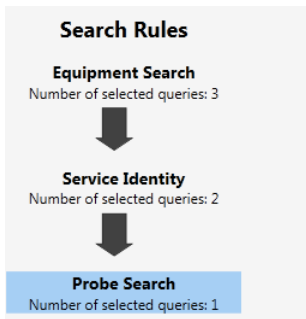 Search Rules
Equipment Search
Number of selected queries: 3
Service Identity
Number of selected queries: 2
Probe Search
Number of selected queries: 1